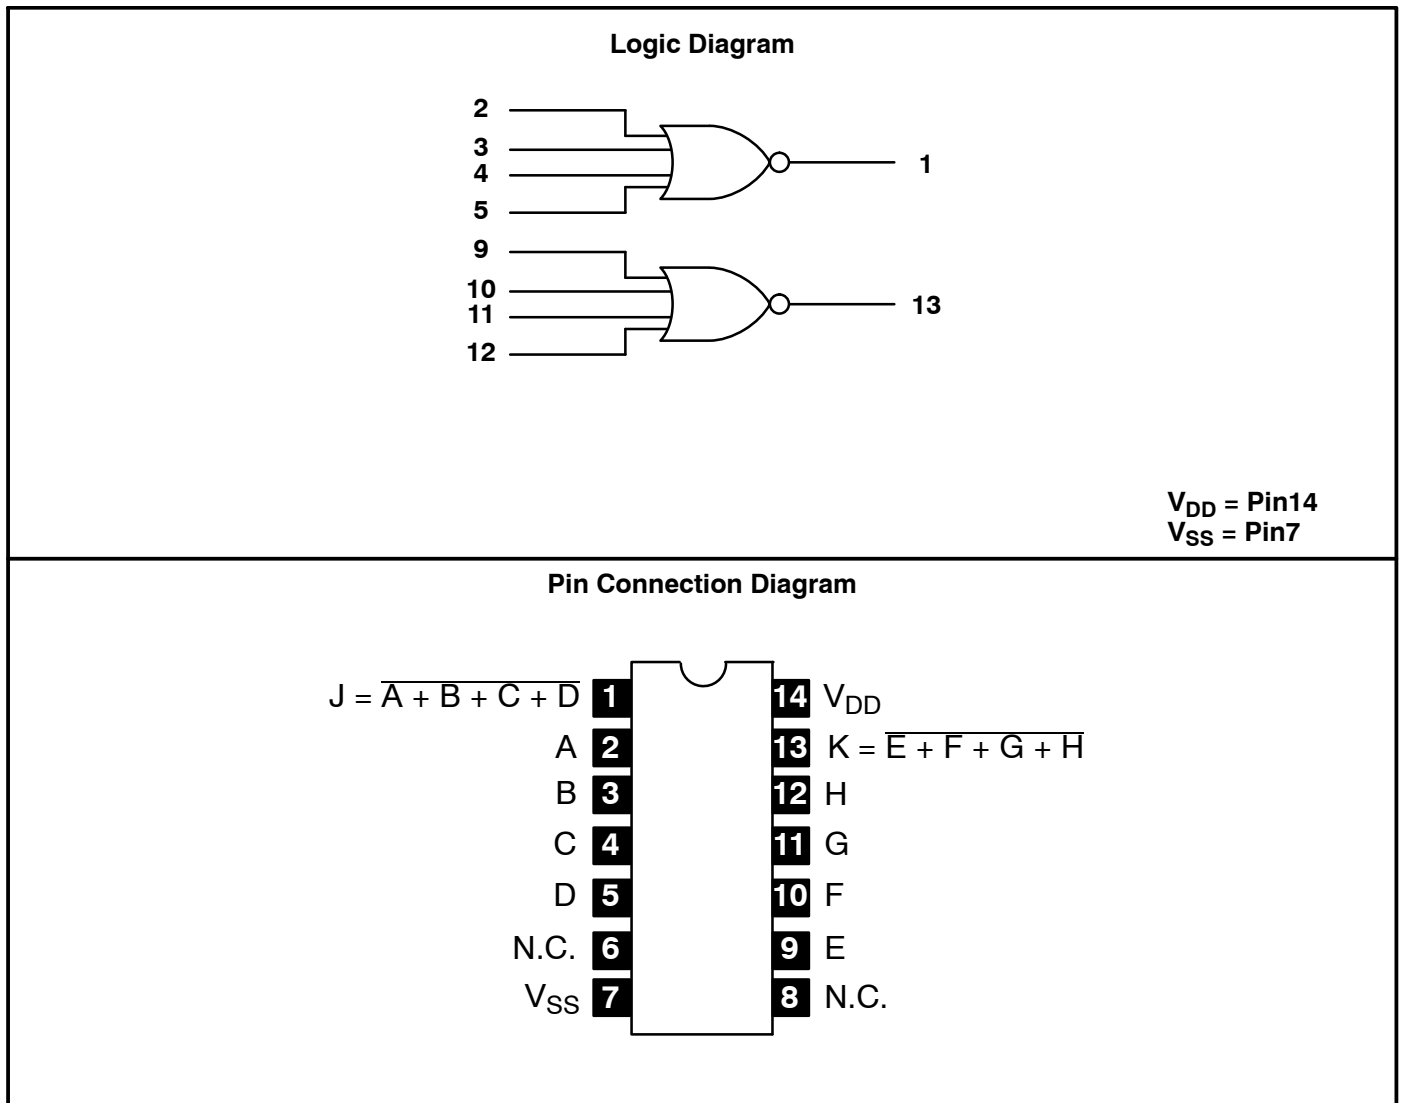 Logic Diagram
2
3
4
5
1
9
10
11
12
13
VDD = Pin14
VSS = Pin7
Pin Connection Diagram
J = A + B + C + D 1
A 2
B 3
C 4
D 5
N.C. 6
VSS 7
14 VDD
13 K = E + F + G + H
12 H
11 G
10 F
9 E
8 N.C.